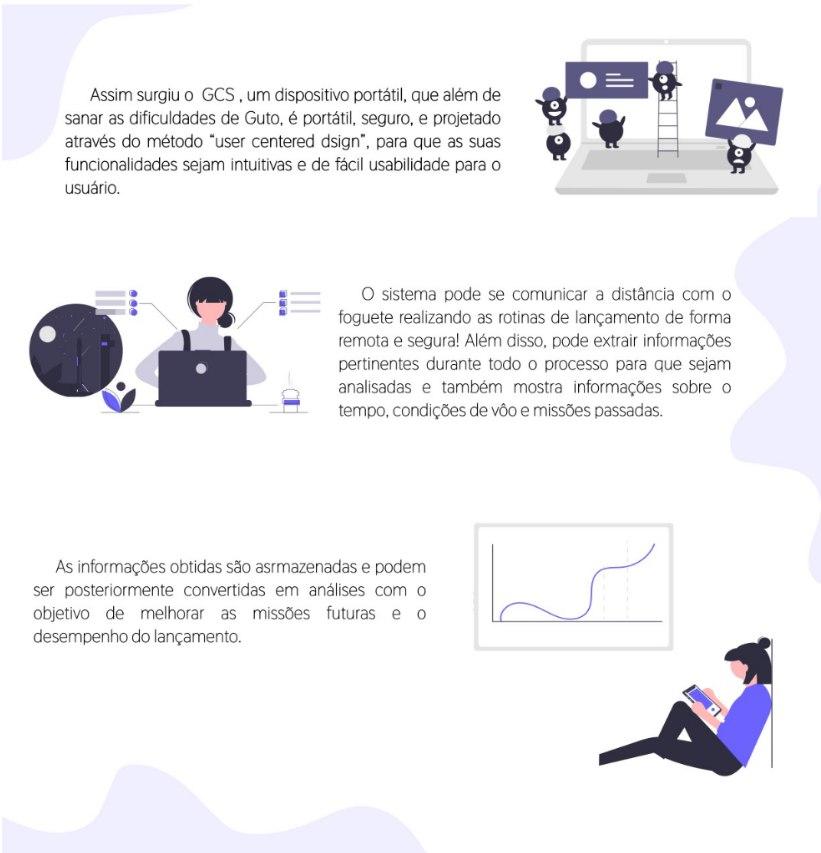 Assim surgiu o GCS , um dispositivo portátil, que além de
sanar as dificuldades de Guto, é portátil, seguro, e projetado
através do método “user centered dsign”, para que as suas
funcionalidades sejam intuitivas e de fácil usabilidade para o
usuário.
O sistema pode se comunicar a distância com o
foguete realizando as rotinas de lançamento de forma
remota e segura! Além disso, pode extrair informações
pertinentes durante todo o processo para que sejam
analisadas e também mostra informações sobre o
tempo, condições de vôo e missões passadas.
As informações obtidas são asrmazenadas e podem
ser posteriormente convertidas em análises com o
objetivo de melhorar as missões futuras e o
desempenho do lançamento.